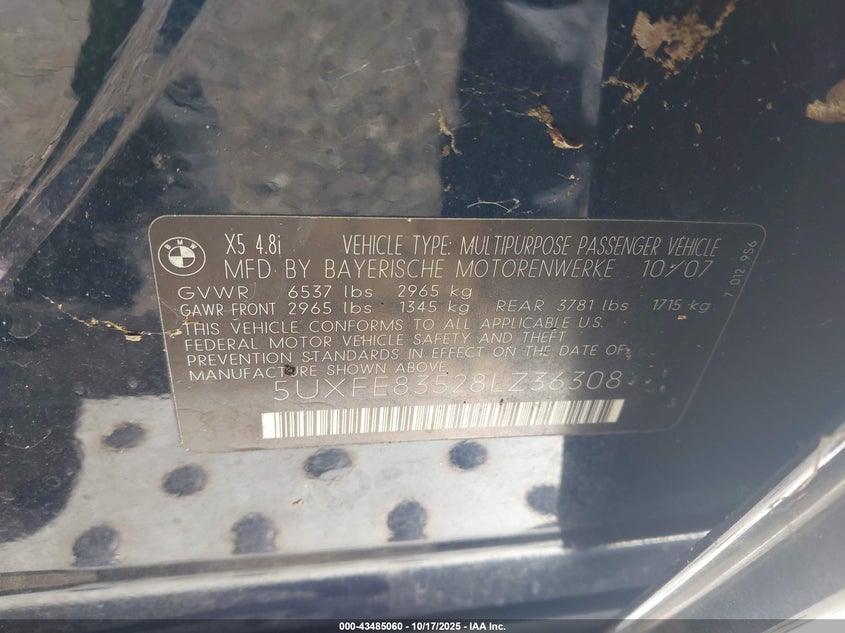 BMW
X5 4.8i
VEHICLE TYPE: MULTIPURPOSE PASSENGER VEHICLE
MFD BY BAYERISCHE MOTORENWERKE 10/07
GVWR 6537 lbs 2965 kg
GAWR FRONT 2965 lbs 1345 kg REAR 3781 lbs 1715 kg
THIS VEHICLE CONFORMS TO ALL APPLICABLE U.S.
FEDERAL MOTOR VEHICLE SAFETY AND THEFT
PREVENTION STANDARDS IN EFFECT ON THE DATE OF
MANUFACTURE SHOWN ABOVE.
5UXFE83528LZ36308
7 012 956
000-43485060 | 10/17/2025 | IAA Inc.